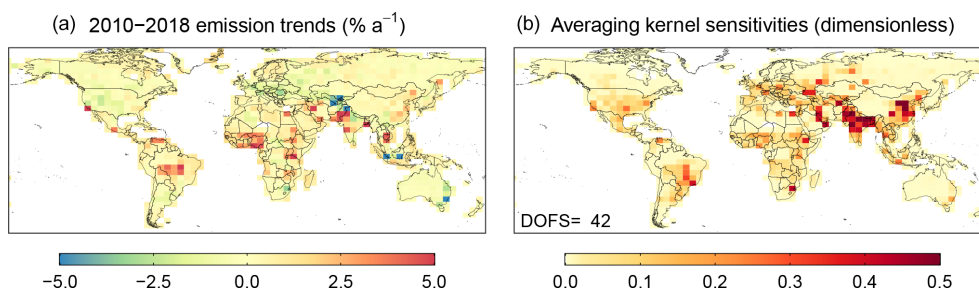 (a) 2010−2018 emission trends (% a⁻¹)
(b) Averaging kernel sensitivities (dimensionless)
DOFS= 42
−5.0 −2.5 0.0 2.5 5.0
0.0 0.1 0.2 0.3 0.4 0.5